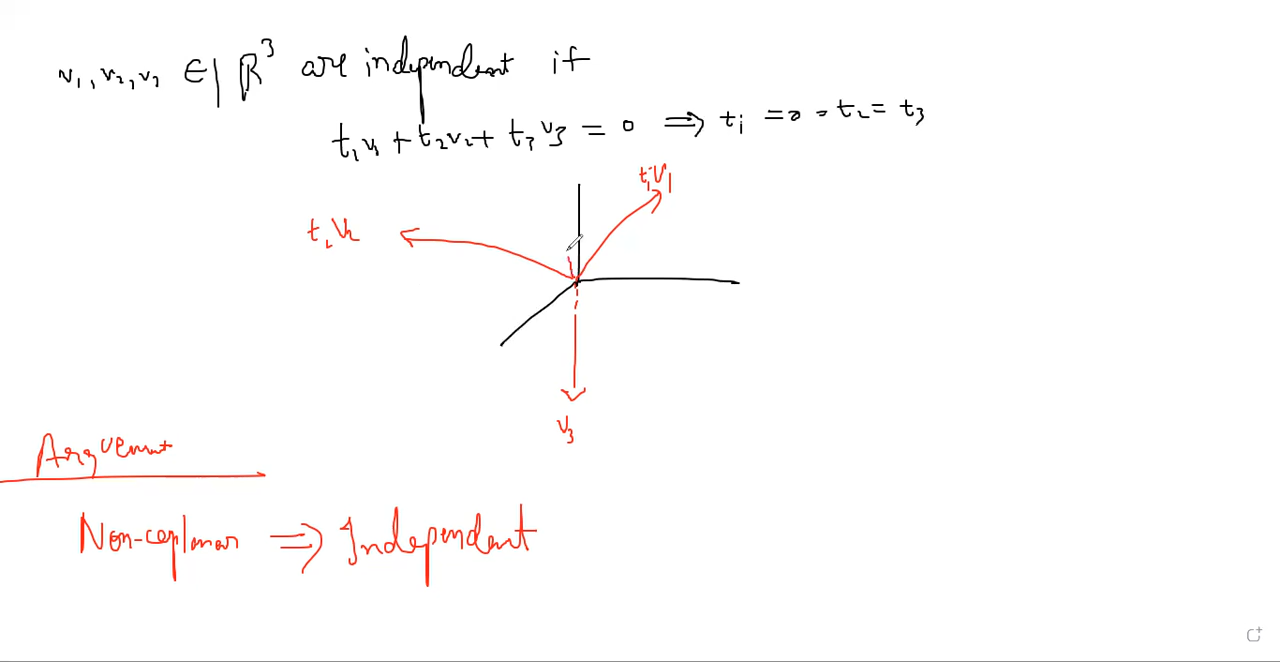 v₁, v₂, v₃ ∈ ℝ³ are independent if
t₁v₁ + t₂v₂ + t₃v₃ = 0 ⇒ t₁ = 0 = t₂ = t₃
t₁v₁
t₂v₂
v₃
Arguement
Non-coplanar ⇒ Independent